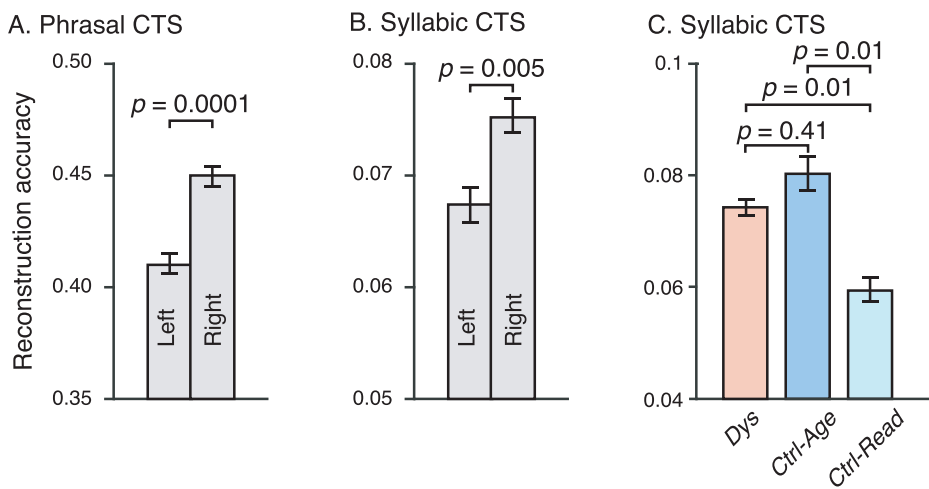 A. Phrasal CTS
Reconstruction accuracy
0.50
0.45
0.40
0.35
p = 0.0001
Left
Right
B. Syllabic CTS
0.08
0.07
0.06
0.05
p = 0.005
Left
Right
C. Syllabic CTS
0.1
0.08
0.06
0.04
p = 0.01
p = 0.01
p = 0.41
Dys
Ctrl-Age
Ctrl-Read